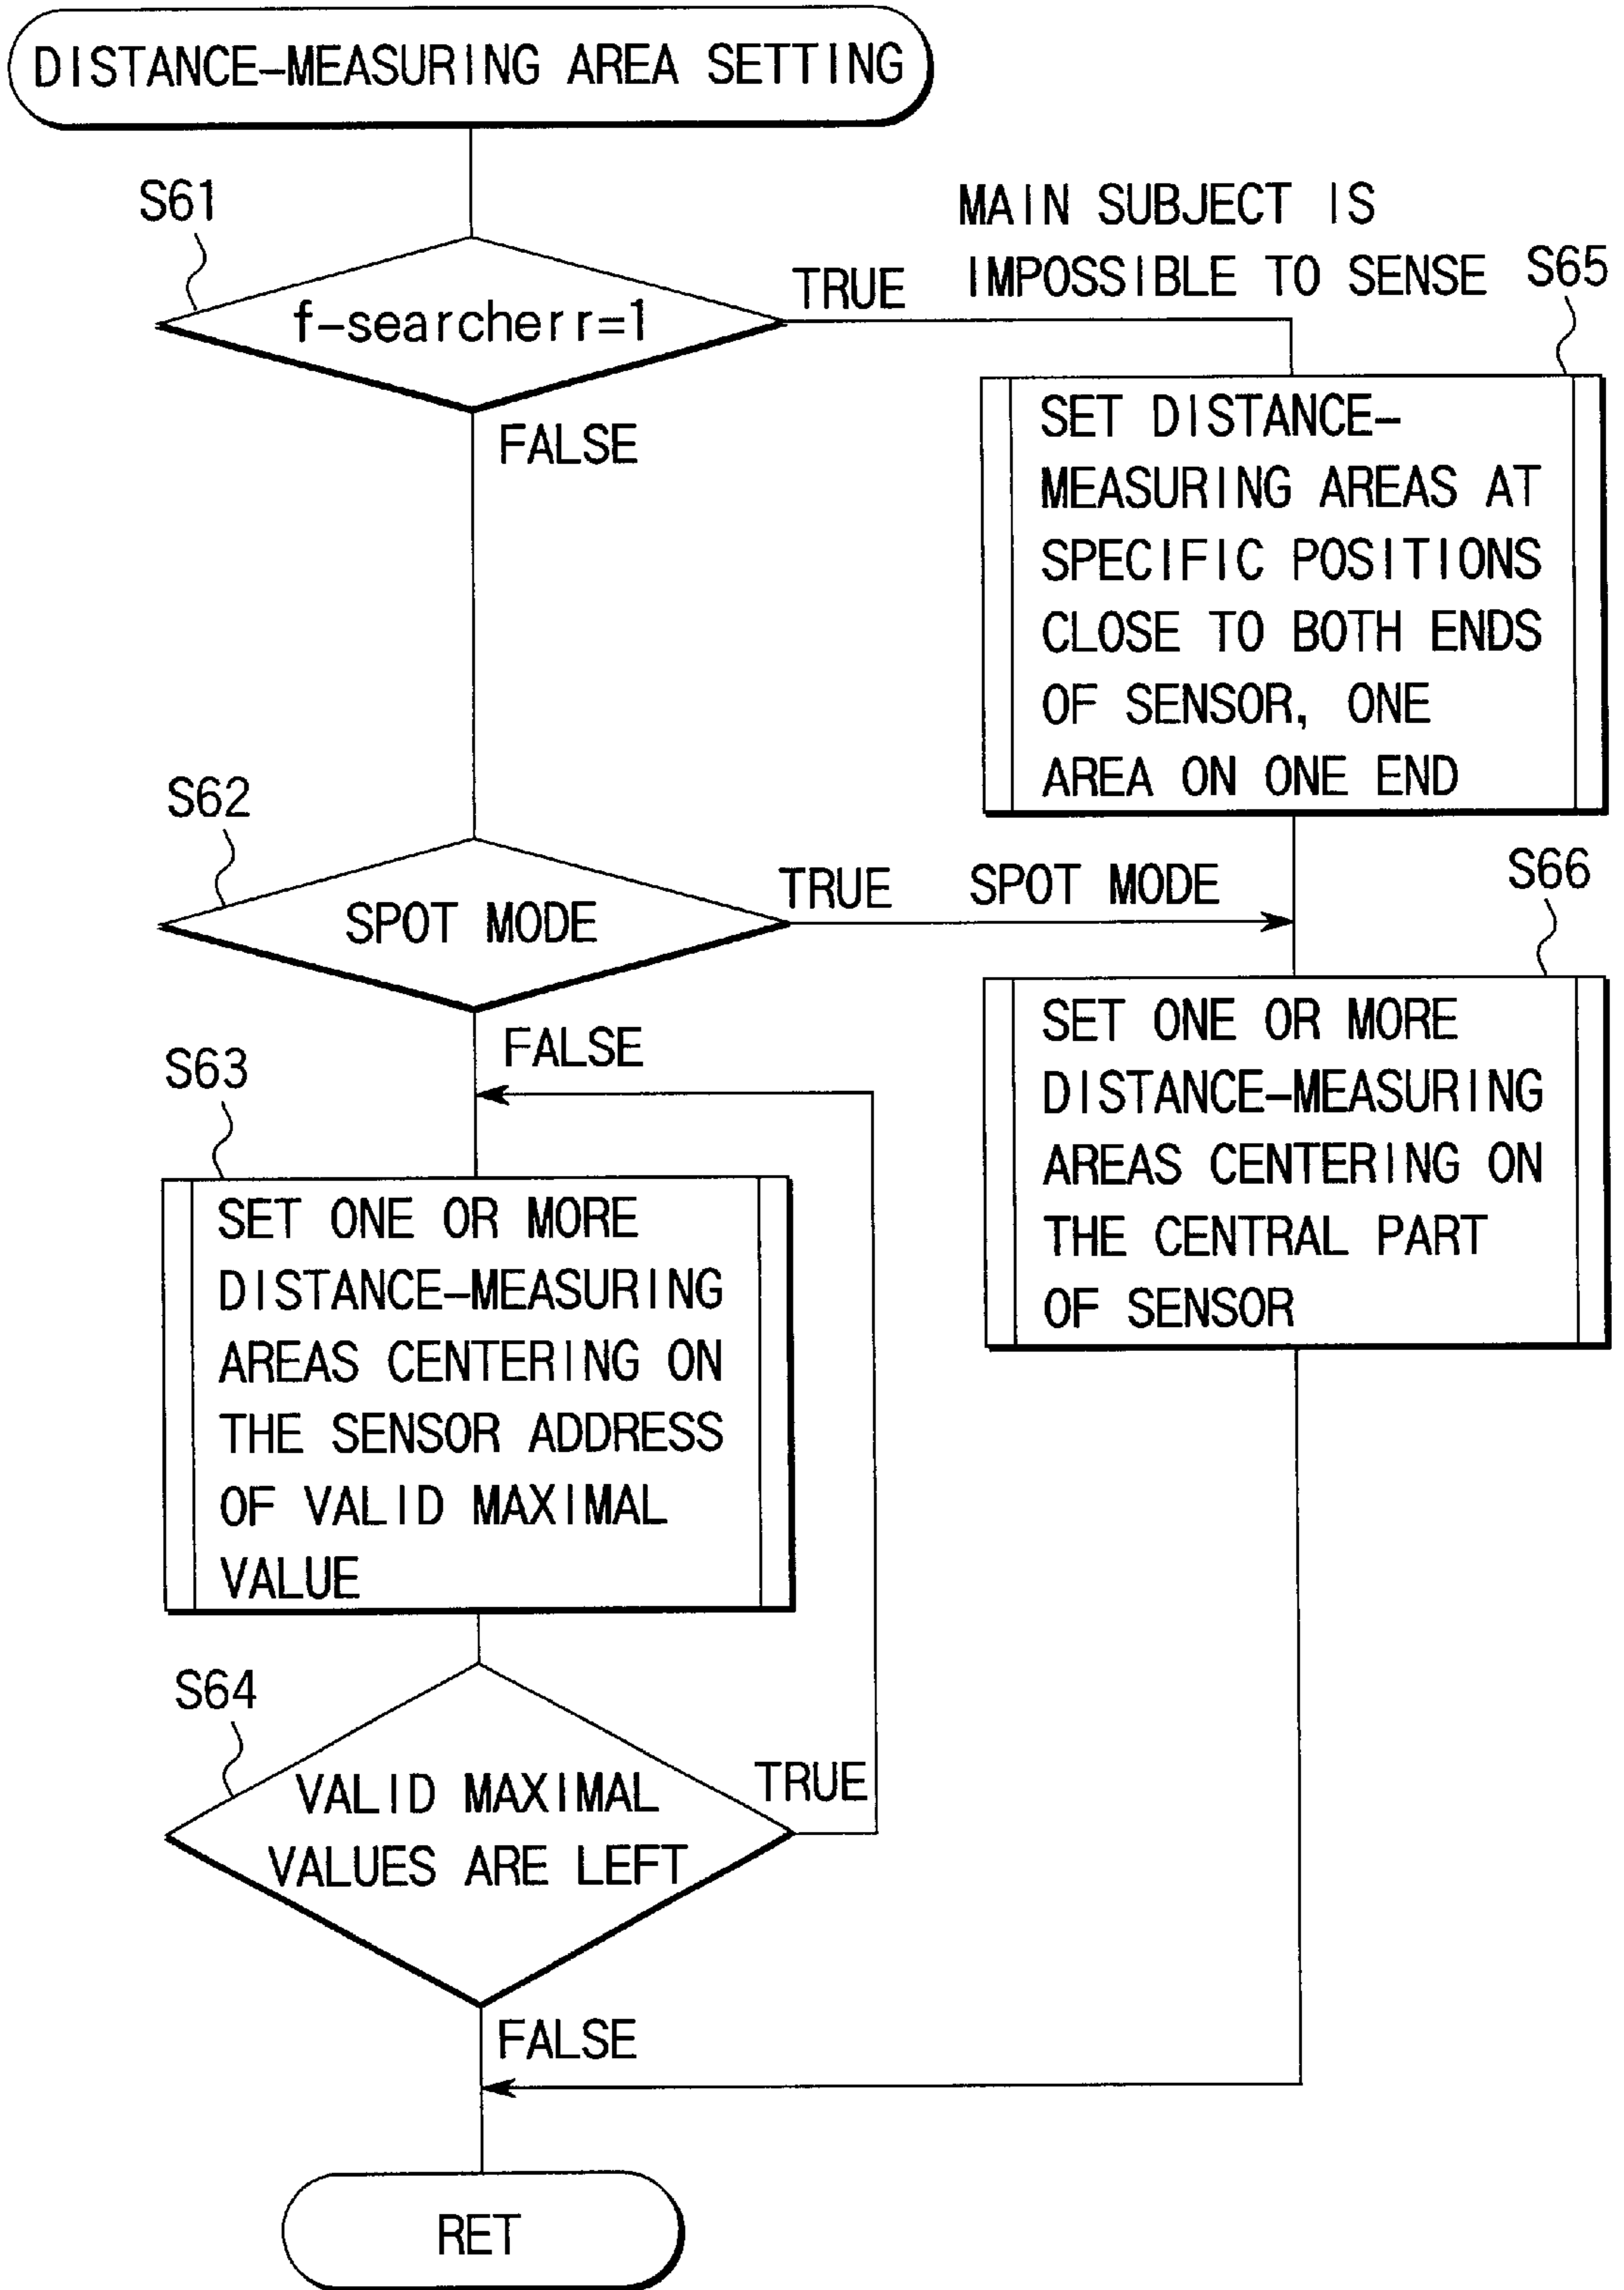 DISTANCE-MEASURING AREA SETTING
S61
f-searcherr=1
TRUE
MAIN SUBJECT IS
IMPOSSIBLE TO SENSE
S65
FALSE
SET DISTANCE-
MEASURING AREAS AT
SPECIFIC POSITIONS
CLOSE TO BOTH ENDS
OF SENSOR, ONE
AREA ON ONE END
S62
SPOT MODE
TRUE
SPOT MODE
S66
FALSE
SET ONE OR MORE
DISTANCE-MEASURING
AREAS CENTERING ON
THE CENTRAL PART
OF SENSOR
S63
SET ONE OR MORE
DISTANCE-MEASURING
AREAS CENTERING ON
THE SENSOR ADDRESS
OF VALID MAXIMAL
VALUE
S64
VALID MAXIMAL
VALUES ARE LEFT
TRUE
FALSE
RET